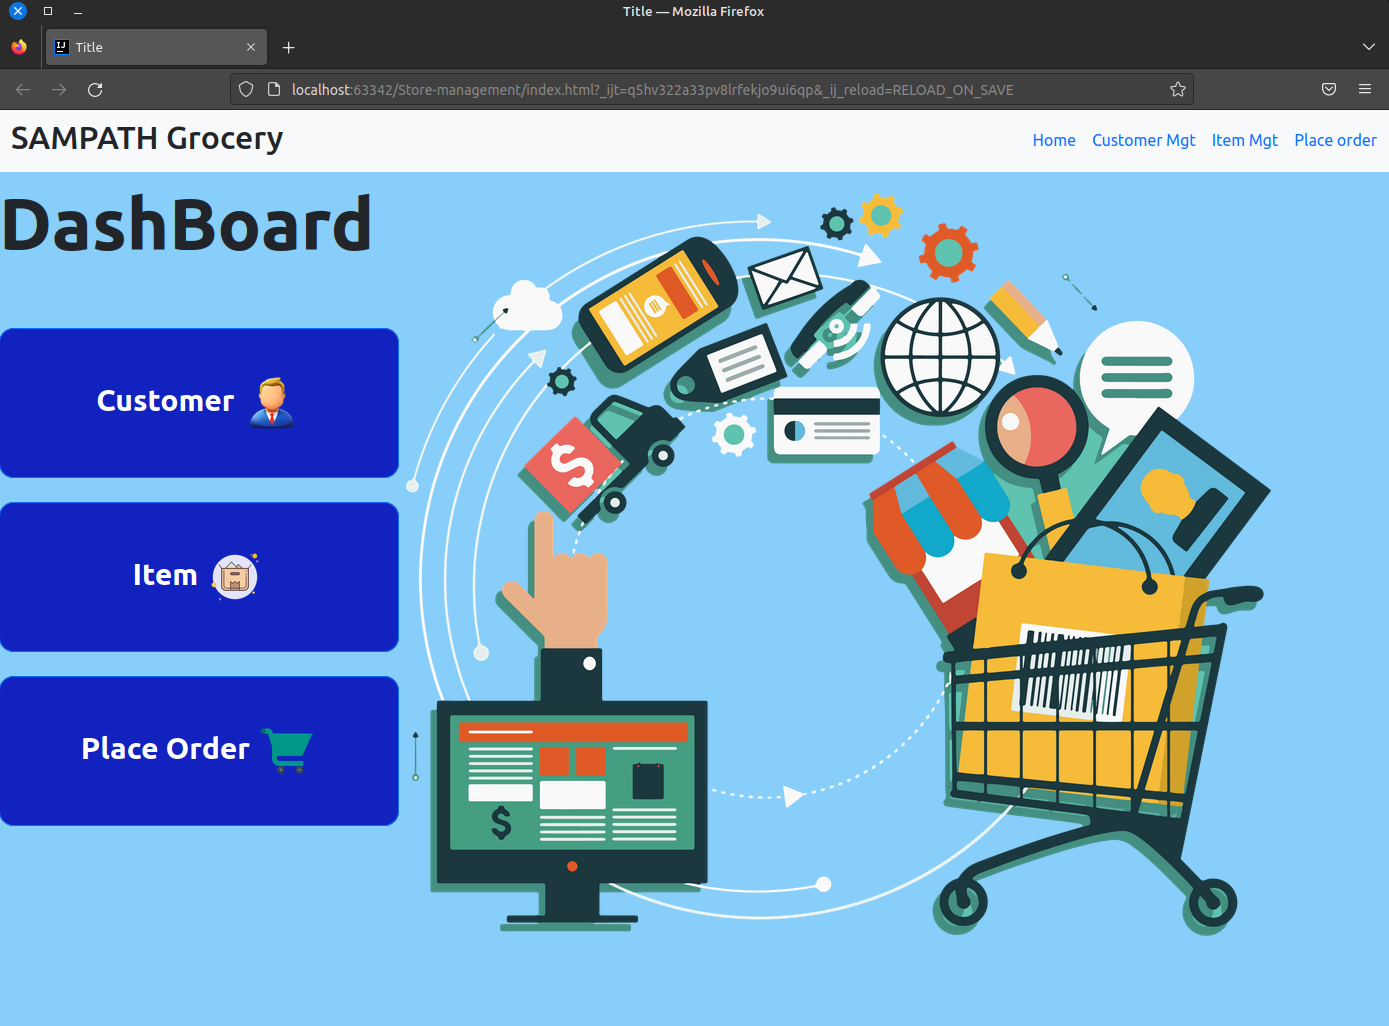 Title — Mozilla Firefox
Title
localhost:63342/Store-management/index.html?_ijt=q5hv322a33pv8lrfekjo9ui6qp&_ij_reload=RELOAD_ON_SAVE
SAMPATH Grocery
Home Customer Mgt Item Mgt Place order
DashBoard
Customer
Item
Place Order
$
$